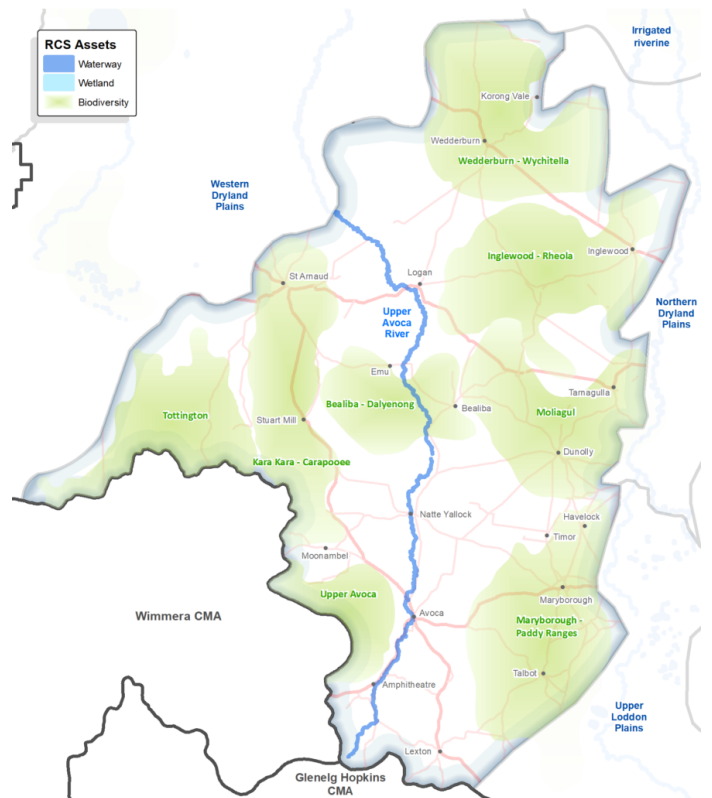 RCS Assets
Waterway
Wetland
Biodiversity
Irrigated
riverine
Korong Vale
Wedderburn
Wedderburn - Wychitella
Western
Dryland
Plains
Inglewood - Rheola
Inglewood
St Arnaud
Logan
Northern
Dryland
Plains
Upper
Avoca
River
Emu
Tarnagulla
Bealiba - Dalyenong
Bealiba
Moliagul
Tottington
Stuart Mill
Kara Kara - Carapooee
Dunolly
Natte Yallock
Havelock
Timor
Moonambel
Upper Avoca
Maryborough
Wimmera CMA
Avoca
Maryborough -
Paddy Ranges
Talbot
Amphitheatre
Upper
Loddon
Plains
Lexton
Glenelg Hopkins
CMA